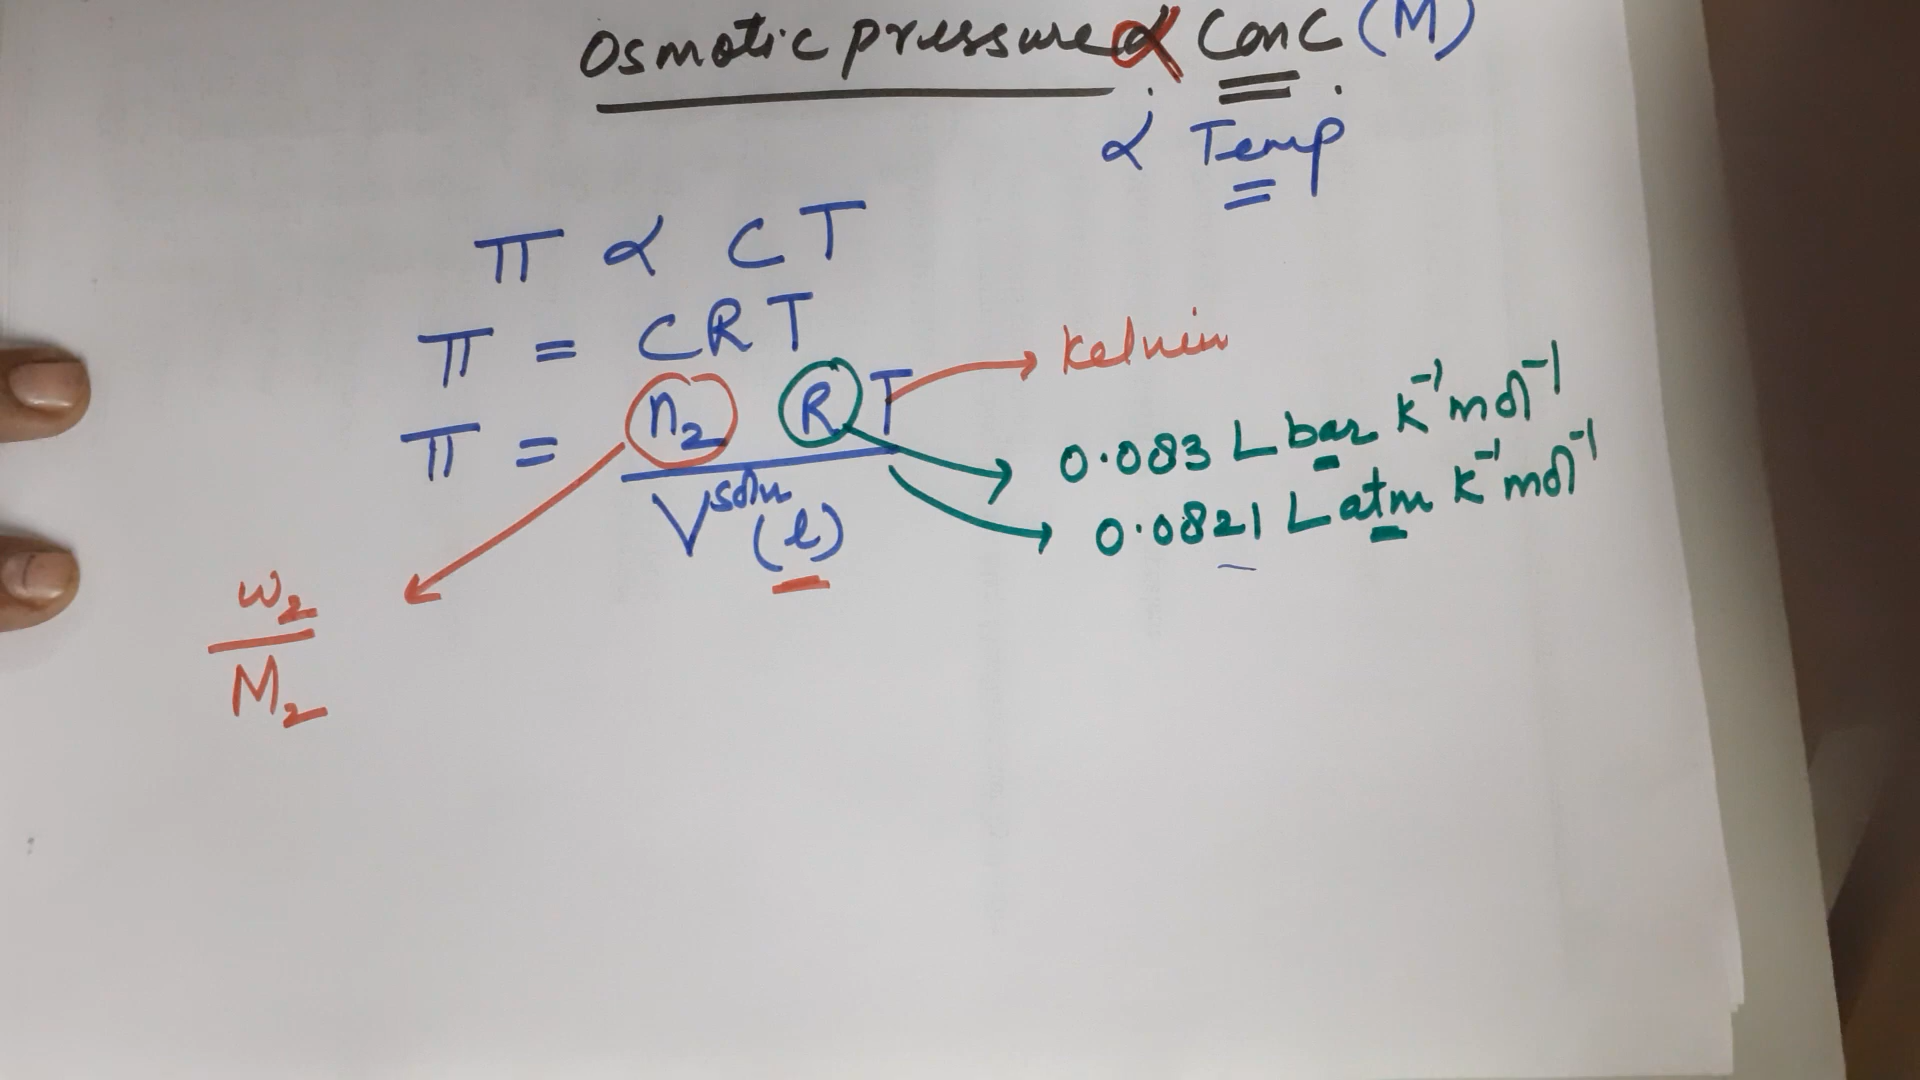 Osmotic pressure α Conc (M)
α Temp
π α CT
π = CRT
π = n₂ R T / V soln (l)
Kelvin
0.083 L bar K⁻¹ mol⁻¹
0.0821 L atm K⁻¹ mol⁻¹
w₂
M₂